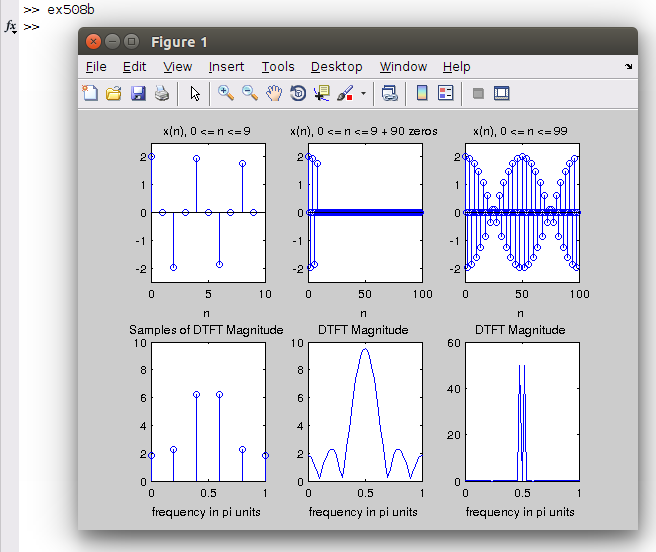 >> ex508b
fx >>
Figure 1
File Edit View Insert Tools Desktop Window Help
x(n), 0 <= n <= 9
x(n), 0 <= n <= 9 + 90 zeros
x(n), 0 <= n <= 99
2
1
0
-1
-2
0 5 10
n
2
1
0
-1
-2
0 50 100
n
2
1
0
-1
-2
0 50 100
n
Samples of DTFT Magnitude
DTFT Magnitude
DTFT Magnitude
10
8
6
4
2
0
0 0.5 1
frequency in pi units
10
8
6
4
2
0
0 0.5 1
frequency in pi units
60
40
20
0
0 0.5 1
frequency in pi units